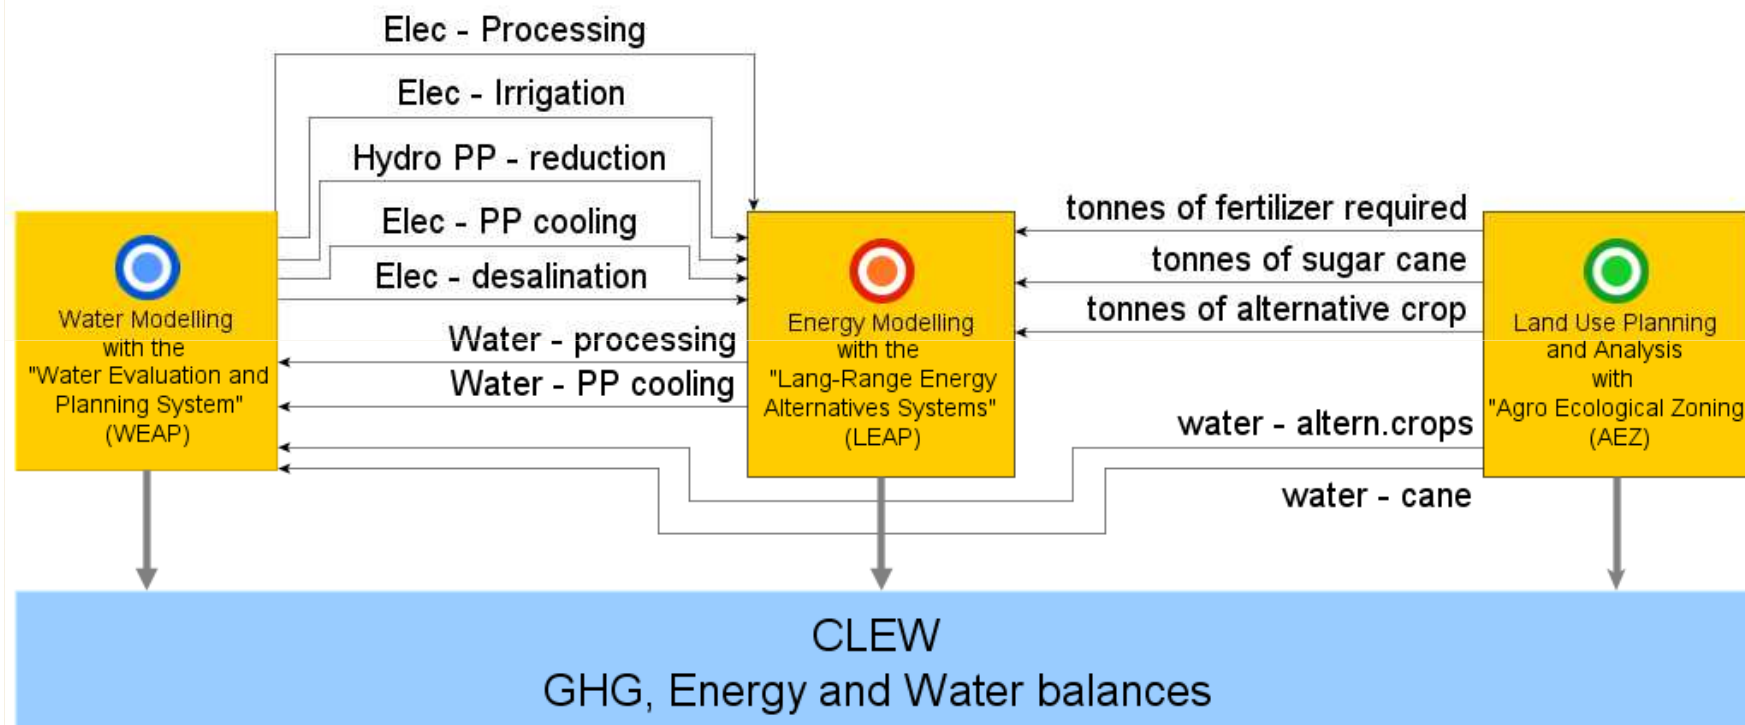 Elec - Processing
Elec - Irrigation
Hydro PP - reduction
Elec - PP cooling
Elec - desalination
Water - processing
Water - PP cooling
tonnes of fertilizer required
tonnes of sugar cane
tonnes of alternative crop
water - altern.crops
water - cane
Water Modelling
with the
"Water Evaluation and
Planning System"
(WEAP)
Energy Modelling
with the
"Lang-Range Energy
Alternatives Systems"
(LEAP)
Land Use Planning
and Analysis
with
"Agro Ecological Zoning
(AEZ)
CLEW
GHG, Energy and Water balances